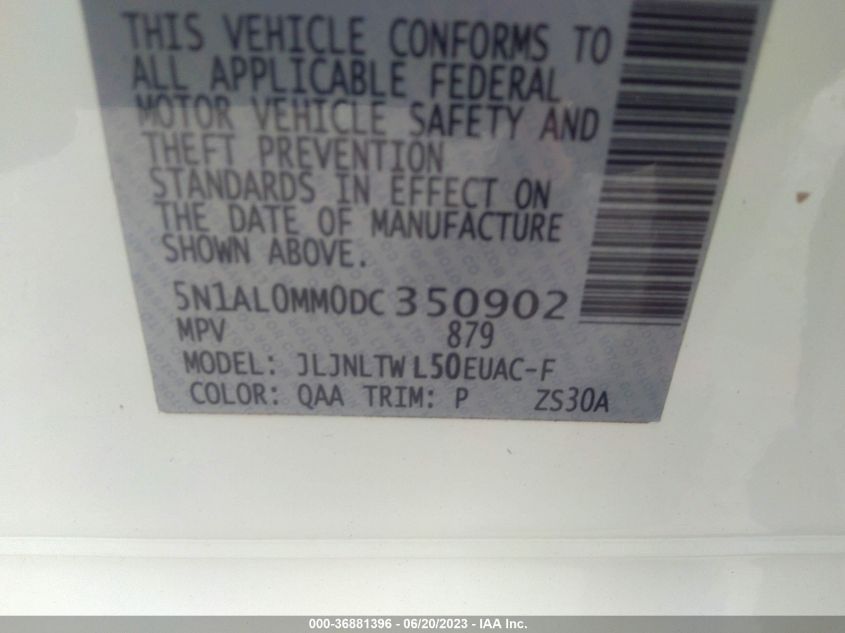 THIS VEHICLE CONFORMS TO
ALL APPLICABLE FEDERAL
MOTOR VEHICLE SAFETY AND
THEFT PREVENTION
STANDARDS IN EFFECT ON
THE DATE OF MANUFACTURE
SHOWN ABOVE.
5N1AL0MM0DC350902
MPV 879
MODEL: JLJNLTWL50EUAC-F
COLOR: QAA TRIM: P ZS30A
000-36881396 - 06/20/2023 - IAA Inc.